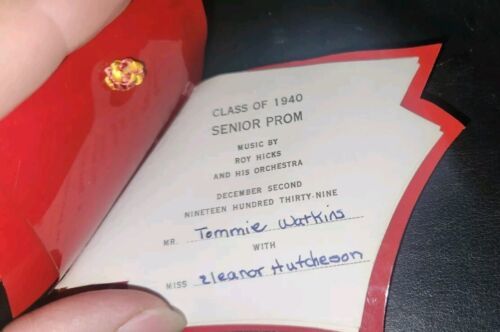 CLASS OF 1940
SENIOR PROM
MUSIC BY
ROY HICKS
AND HIS ORCHESTRA
DECEMBER SECOND
NINETEEN HUNDRED THIRTY-NINE
MR. Tommie Watkins
WITH
MISS Eleanor Hutcheson